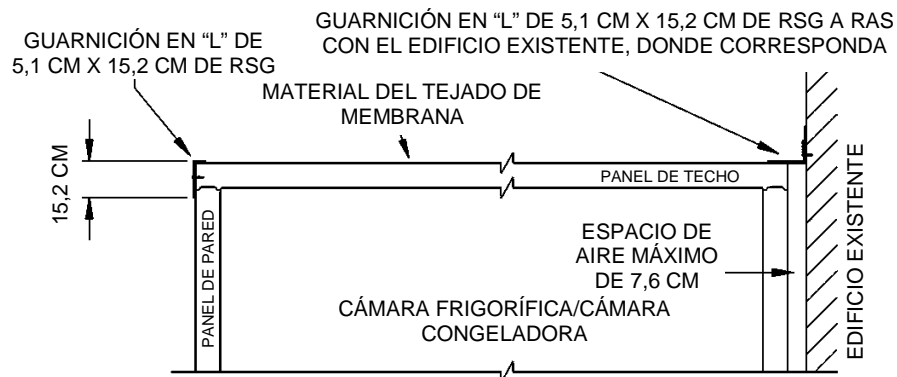 GUARNICIÓN EN “L” DE
5,1 CM X 15,2 CM DE RSG
GUARNICIÓN EN “L” DE 5,1 CM X 15,2 CM DE RSG A RAS
CON EL EDIFICIO EXISTENTE, DONDE CORRESPONDA
MATERIAL DEL TEJADO DE
MEMBRANA
15,2 CM
PANEL DE TECHO
PANEL DE PARED
ESPACIO DE
AIRE MÁXIMO
DE 7,6 CM
EDIFICIO EXISTENTE
CÁMARA FRIGORÍFICA/CÁMARA
CONGELADORA